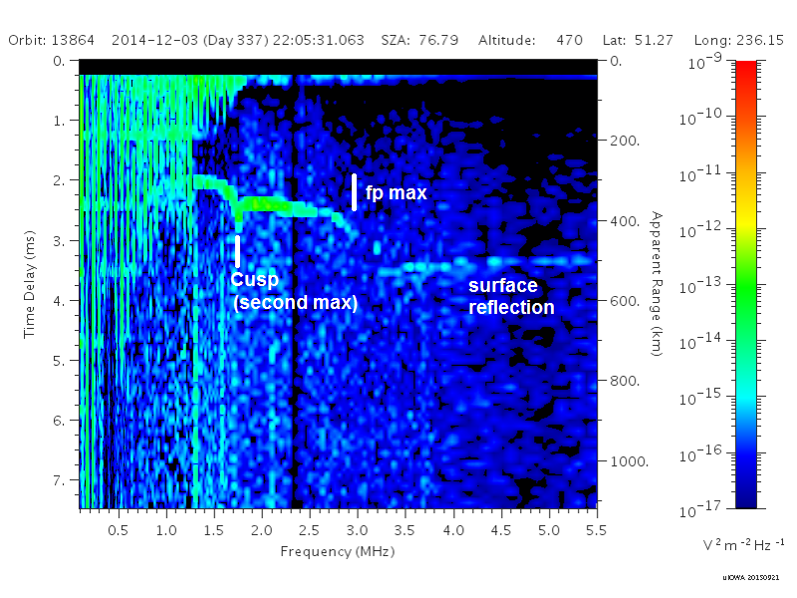 Orbit: 13864 2014-12-03 (Day 337) 22:05:31.063 SZA: 76.79 Altitude: 470 Lat: 51.27 Long: 236.15
0.
1.
2.
3.
4.
5.
6.
7.
Time Delay (ms)
0.5 1.0 1.5 2.0 2.5 3.0 3.5 4.0 4.5 5.0 5.5
Frequency (MHz)
fp max
Cusp
(second max)
surface
reflection
0.
200.
400.
600.
800.
1000.
Apparent Range (km)
10⁻⁹
10⁻¹⁰
10⁻¹¹
10⁻¹²
10⁻¹³
10⁻¹⁴
10⁻¹⁵
10⁻¹⁶
10⁻¹⁷
V² m⁻² Hz⁻¹
uIOWA 20150921